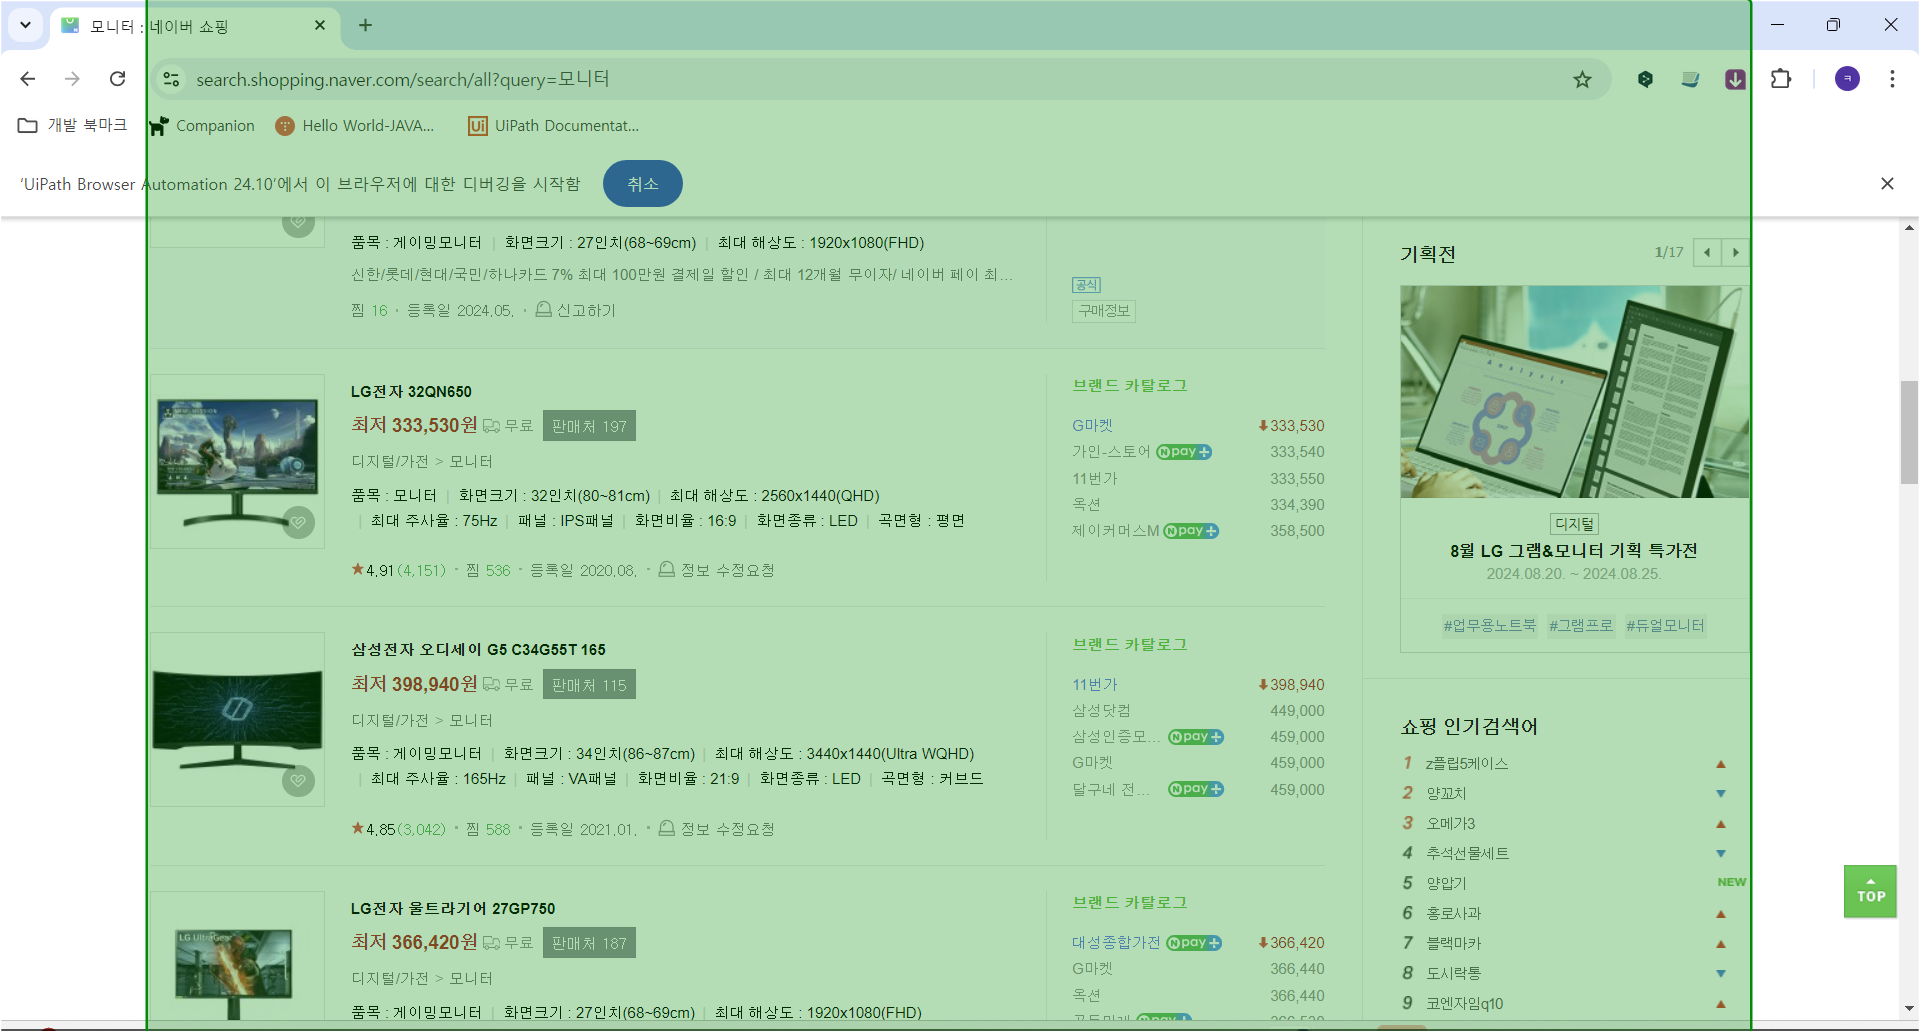 모니터 : 네이버 쇼핑
search.shopping.naver.com/search/all?query=모니터
ㅋ
개발 북마크
Companion
Hello World-JAVA...
Ui
UiPath Documentat...
'UiPath Browser Automation 24.10'에서 이 브라우저에 대한 디버깅을 시작함
취소
품목 : 게이밍모니터 | 화면크기 : 27인치(68~69cm) | 최대 해상도 : 1920x1080(FHD)
신한/롯데/현대/국민/하나카드 7% 최대 100만원 결제일 할인 / 최대 12개월 무이자/ 네이버 페이 최...
찜 16 · 등록일 2024.05. · 신고하기
공식
구매정보
LG전자 32QN650
최저 333,530원 무료 판매처 197
디지털/가전 > 모니터
품목 : 모니터 | 화면크기 : 32인치(80~81cm) | 최대 해상도 : 2560x1440(QHD)
| 최대 주사율 : 75Hz | 패널 : IPS패널 | 화면비율 : 16:9 | 화면종류 : LED | 곡면형 : 평면
★4.91(4,151) · 찜 536 · 등록일 2020.08. · 정보 수정요청
브랜드 카탈로그
G마켓 333,530
가인-스토어 N pay+ 333,540
11번가 333,550
옥션 334,390
제이커머스M N pay+ 358,500
삼성전자 오디세이 G5 C34G55T 165
최저 398,940원 무료 판매처 115
디지털/가전 > 모니터
품목 : 게이밍모니터 | 화면크기 : 34인치(86~87cm) | 최대 해상도 : 3440x1440(Ultra WQHD)
| 최대 주사율 : 165Hz | 패널 : VA패널 | 화면비율 : 21:9 | 화면종류 : LED | 곡면형 : 커브드
★4.85(3,042) · 찜 588 · 등록일 2021.01. · 정보 수정요청
브랜드 카탈로그
11번가 398,940
삼성닷컴 449,000
삼성인증모... N pay+ 459,000
G마켓 459,000
달구네 전... N pay+ 459,000
LG UltraGear
LG전자 울트라기어 27GP750
최저 366,420원 무료 판매처 187
디지털/가전 > 모니터
품목 : 게이밍모니터 | 화면크기 : 27인치(68~69cm) | 최대 해상도 : 1920x1080(FHD)
브랜드 카탈로그
대성종합가전 N pay+ 366,420
G마켓 366,440
옥션 366,440
기획전
1/17
Analysis
디지털
8월 LG 그램&모니터 기획 특가전
2024.08.20. ~ 2024.08.25.
#업무용노트북 #그램프로 #듀얼모니터
쇼핑 인기검색어
1 z플립5케이스
2 양꼬치
3 오메가3
4 추석선물세트
5 양압기 NEW
6 홍로사과
7 블랙마카
8 도시락통
9 코엔자임q10
TOP